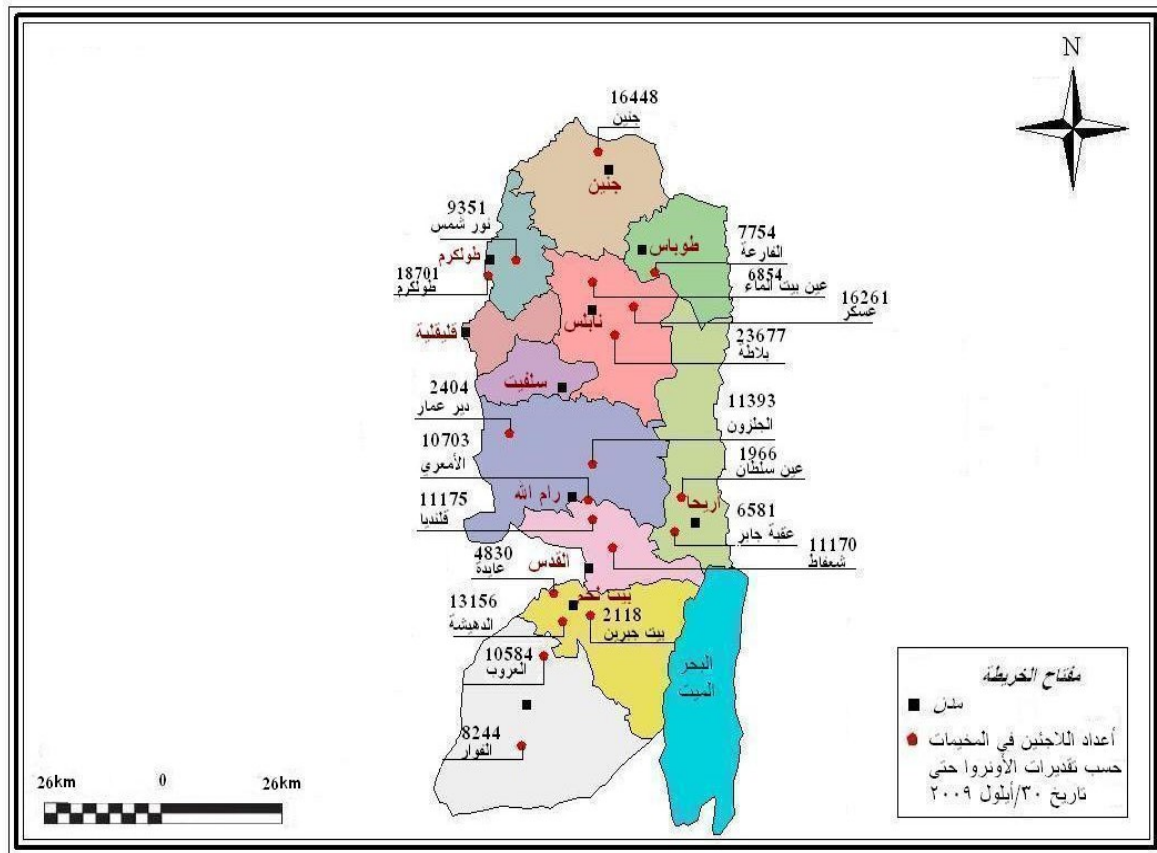 N
16448
جنين
جنين
9351
نور شمس
طولكرم
18701
طولكرم
طوباس
7754
الفارعة
6854
عين بيت الماء
16261
عسكر
نابلس
قليقلية
23677
بلاطة
سلفيت
2404
دير عمار
11393
الجلزون
10703
الأمعري
1966
عين سلطان
رام الله
أريحا
11175
قلنديا
6581
عقبة جابر
11170
شعفاط
القدس
4830
عايدة
بيت لحم
13156
الدهيشة
2118
بيت جبرين
10584
العروب
البحر
الميت
8244
الفوار
مفتاح الخريطة
مدن
أعداد اللاجئين في المخيمات
حسب تقديرات الأونروا حتى
تاريخ ٣٠/أيلول ٢٠٠٩
26km 0 26km